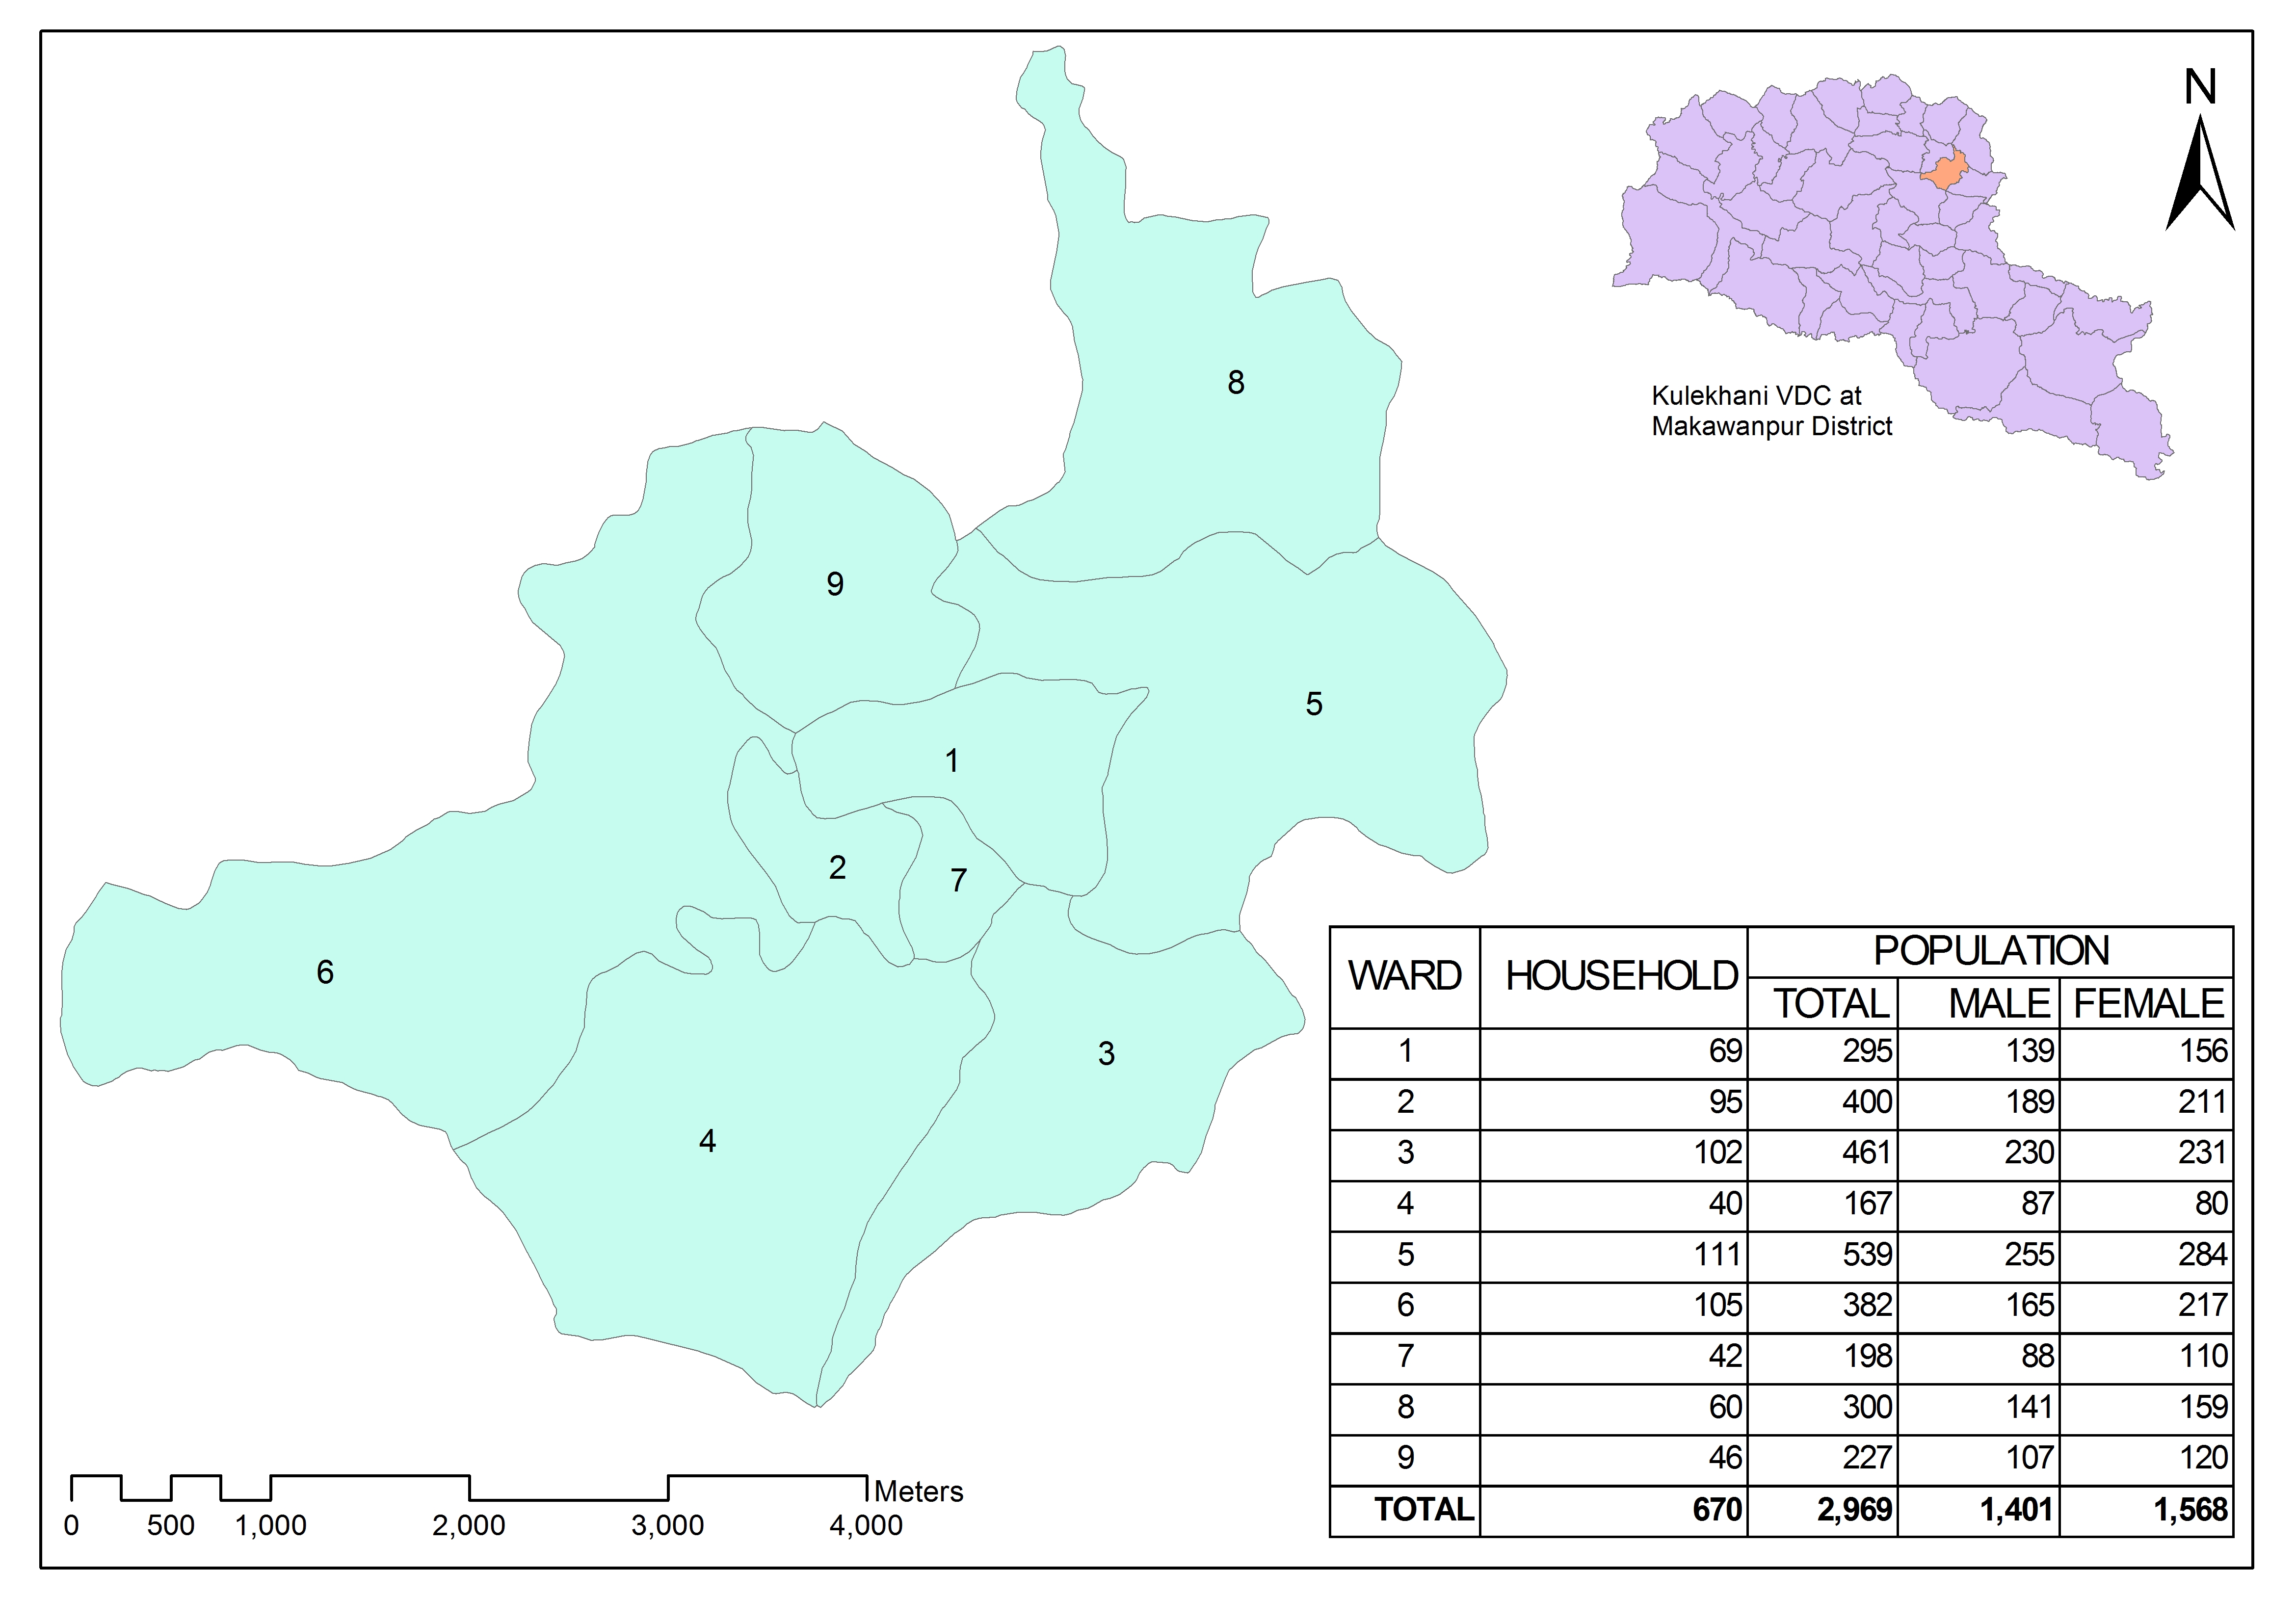 N
Kulekhani VDC at
Makawanpur District
8
9
5
1
2
7
6
3
4
WARD HOUSEHOLD POPULATION
TOTAL MALE FEMALE
1 69 295 139 156
2 95 400 189 211
3 102 461 230 231
4 40 167 87 80
5 111 539 255 284
6 105 382 165 217
7 42 198 88 110
8 60 300 141 159
9 46 227 107 120
TOTAL 670 2,969 1,401 1,568
Meters
0 500 1,000 2,000 3,000 4,000